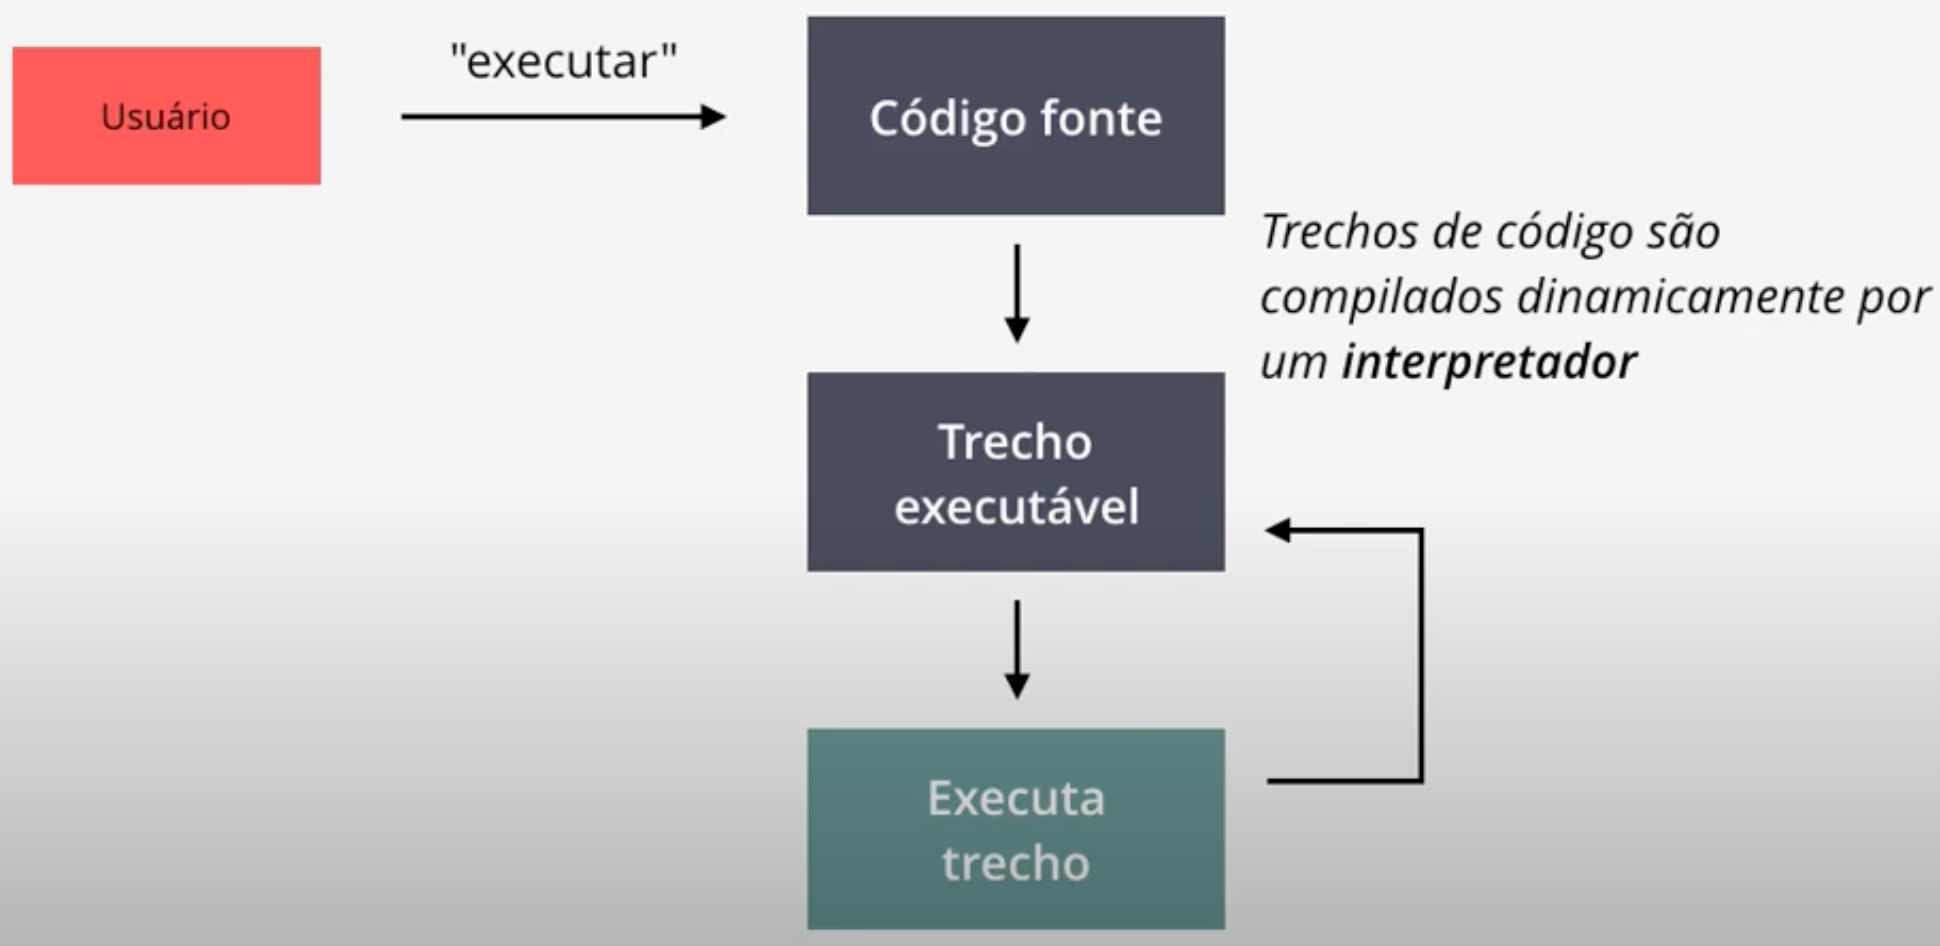 Usuário
"executar"
Código fonte
Trechos de código são
compilados dinamicamente por
um interpretador
Trecho
executável
Executa
trecho